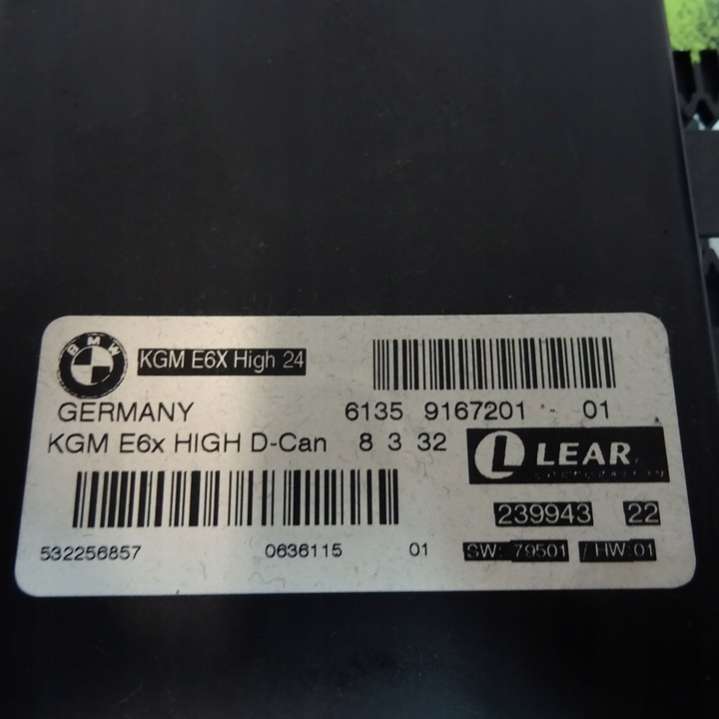 BMW
KGM E6X High 24
GERMANY 6135 9167201 - 01
KGM E6x HIGH D-Can 8 3 32
L LEAR
CORPORATION
239943 22
532256857 0636115 01 SW: 79501 / HW:01